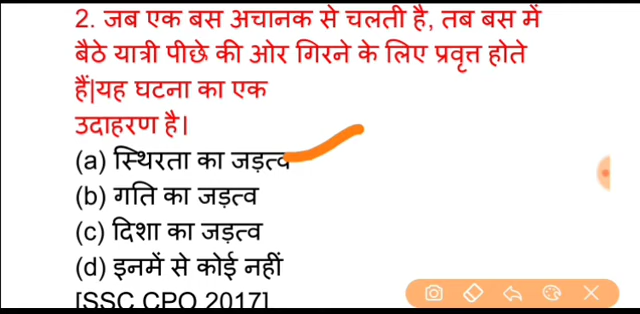 2. जब एक बस अचानक से चलती है, तब बस में
बैठे यात्री पीछे की ओर गिरने के लिए प्रवृत्त होते
हैं|यह घटना का एक
उदाहरण है।
(a) स्थिरता का जड़त्व
(b) गति का जड़त्व
(c) दिशा का जड़त्व
(d) इनमें से कोई नहीं
[SSC CPO 2017]